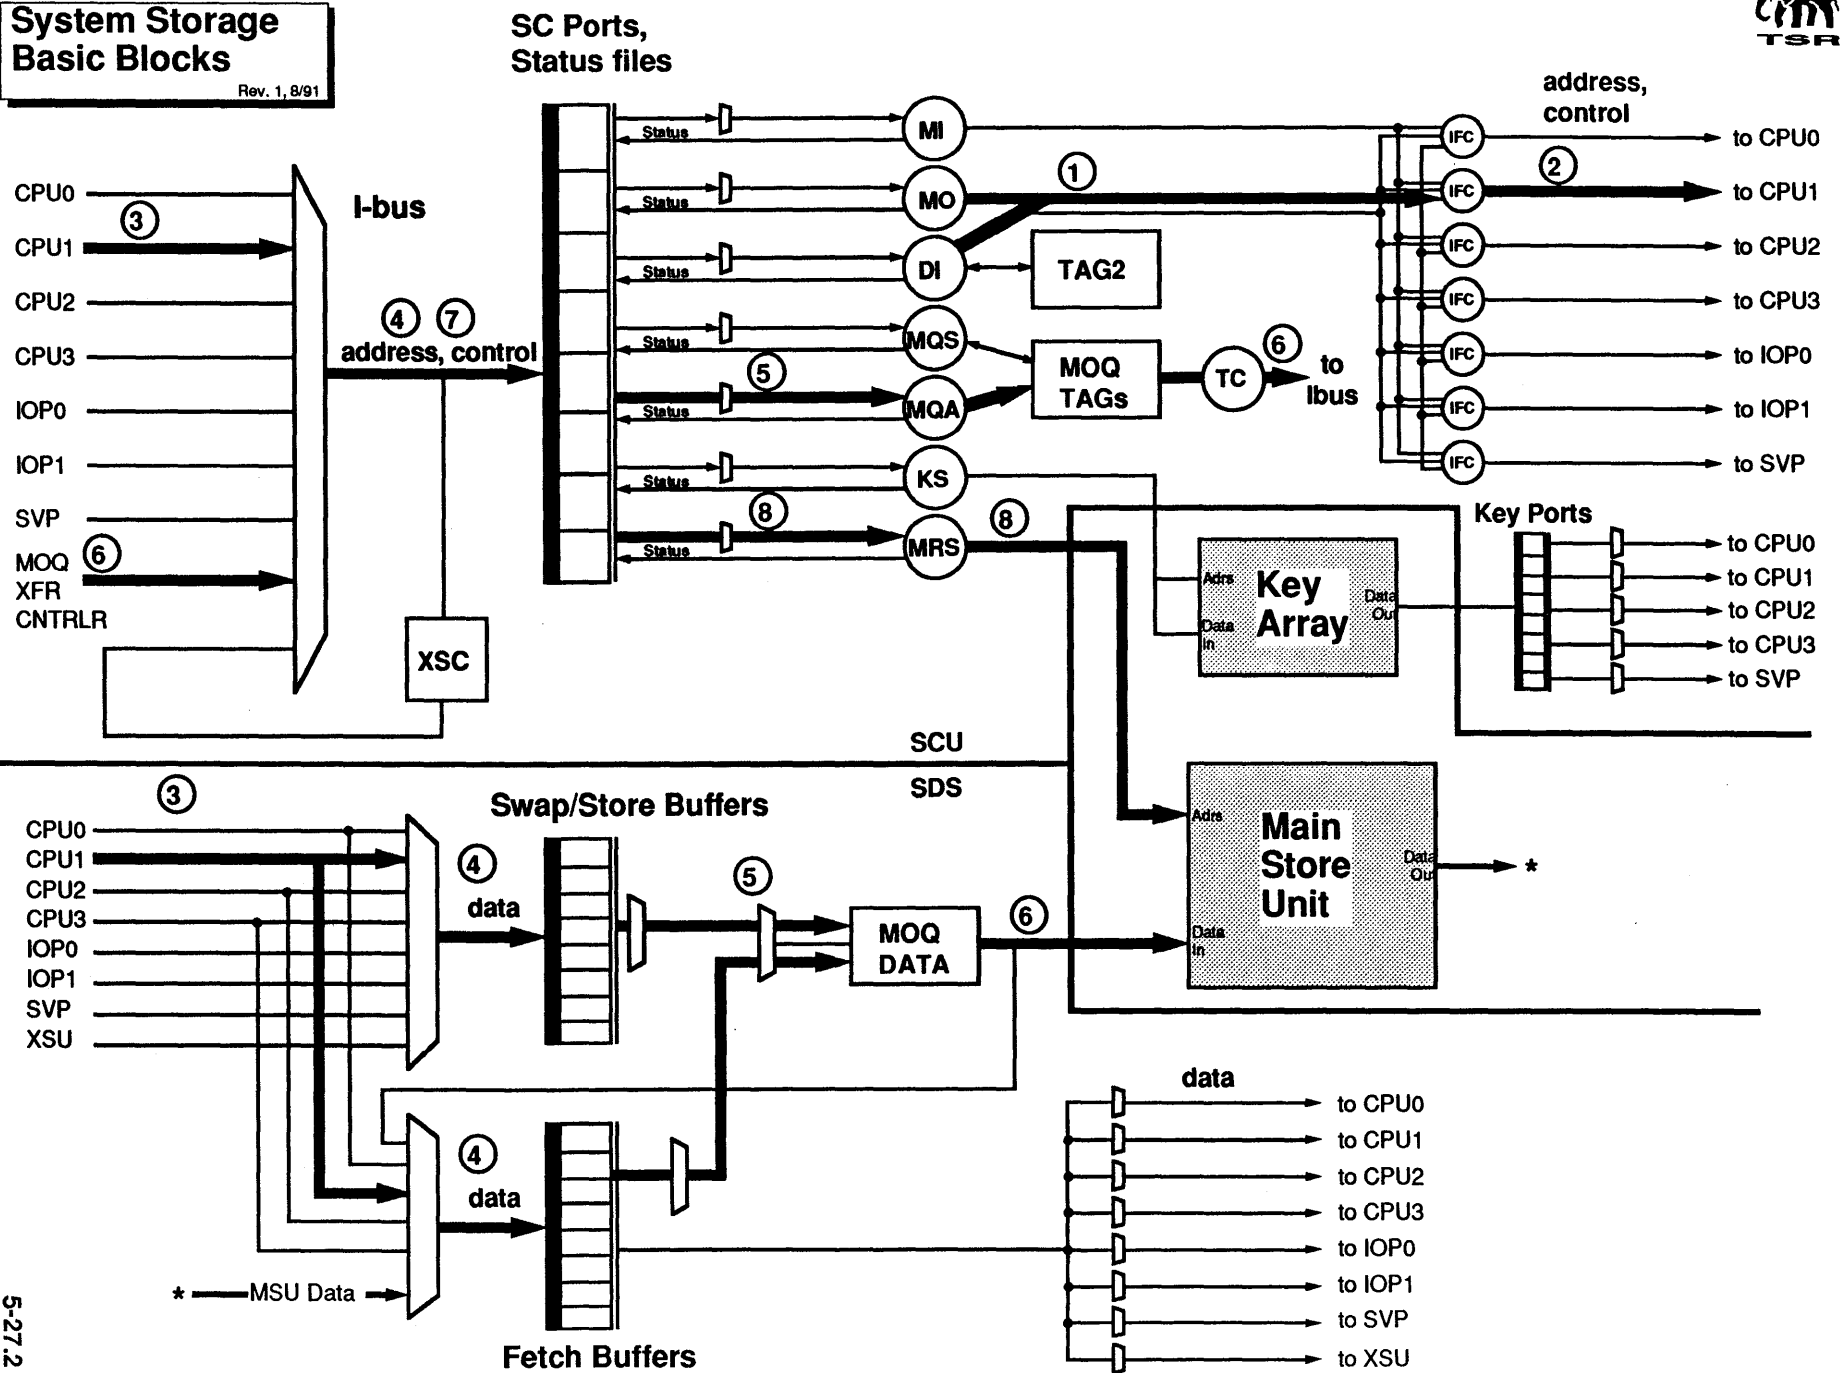 System Storage
Basic Blocks
Rev. 1, 8/91
SC Ports,
Status files
TSR
address,
control
CPU0
3
CPU1
CPU2
CPU3
IOP0
IOP1
SVP
MOQ
XFR
CNTRLR
6
I-bus
4 7
address, control
XSC
Status
Status
Status
Status
5
Status
Status
8
Status
MI
MO
DI
MQS
MQA
KS
MRS
1
TAG2
MOQ
TAGs
TC
6
to
Ibus
8
IFC
IFC
IFC
IFC
IFC
IFC
IFC
2
to CPU0
to CPU1
to CPU2
to CPU3
to IOP0
to IOP1
to SVP
Key Ports
Adrs
Data
In
Key
Array
Data
Out
to CPU0
to CPU1
to CPU2
to CPU3
to SVP
SCU
SDS
3
CPU0
CPU1
CPU2
CPU3
IOP0
IOP1
SVP
XSU
Swap/Store Buffers
4
data
5
MOQ
DATA
6
Adrs
Data
In
Main
Store
Unit
Data
Out
*
4
data
* MSU Data
Fetch Buffers
data
to CPU0
to CPU1
to CPU2
to CPU3
to IOP0
to IOP1
to SVP
to XSU
5-27.2